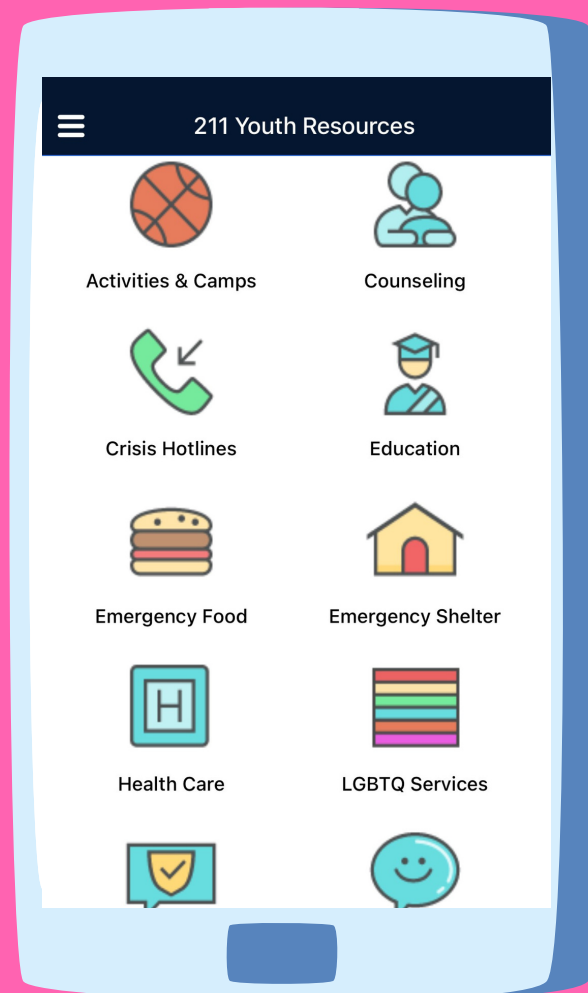 211 Youth Resources
Activities & Camps
Counseling
Crisis Hotlines
Education
Emergency Food
Emergency Shelter
H
Health Care
LGBTQ Services